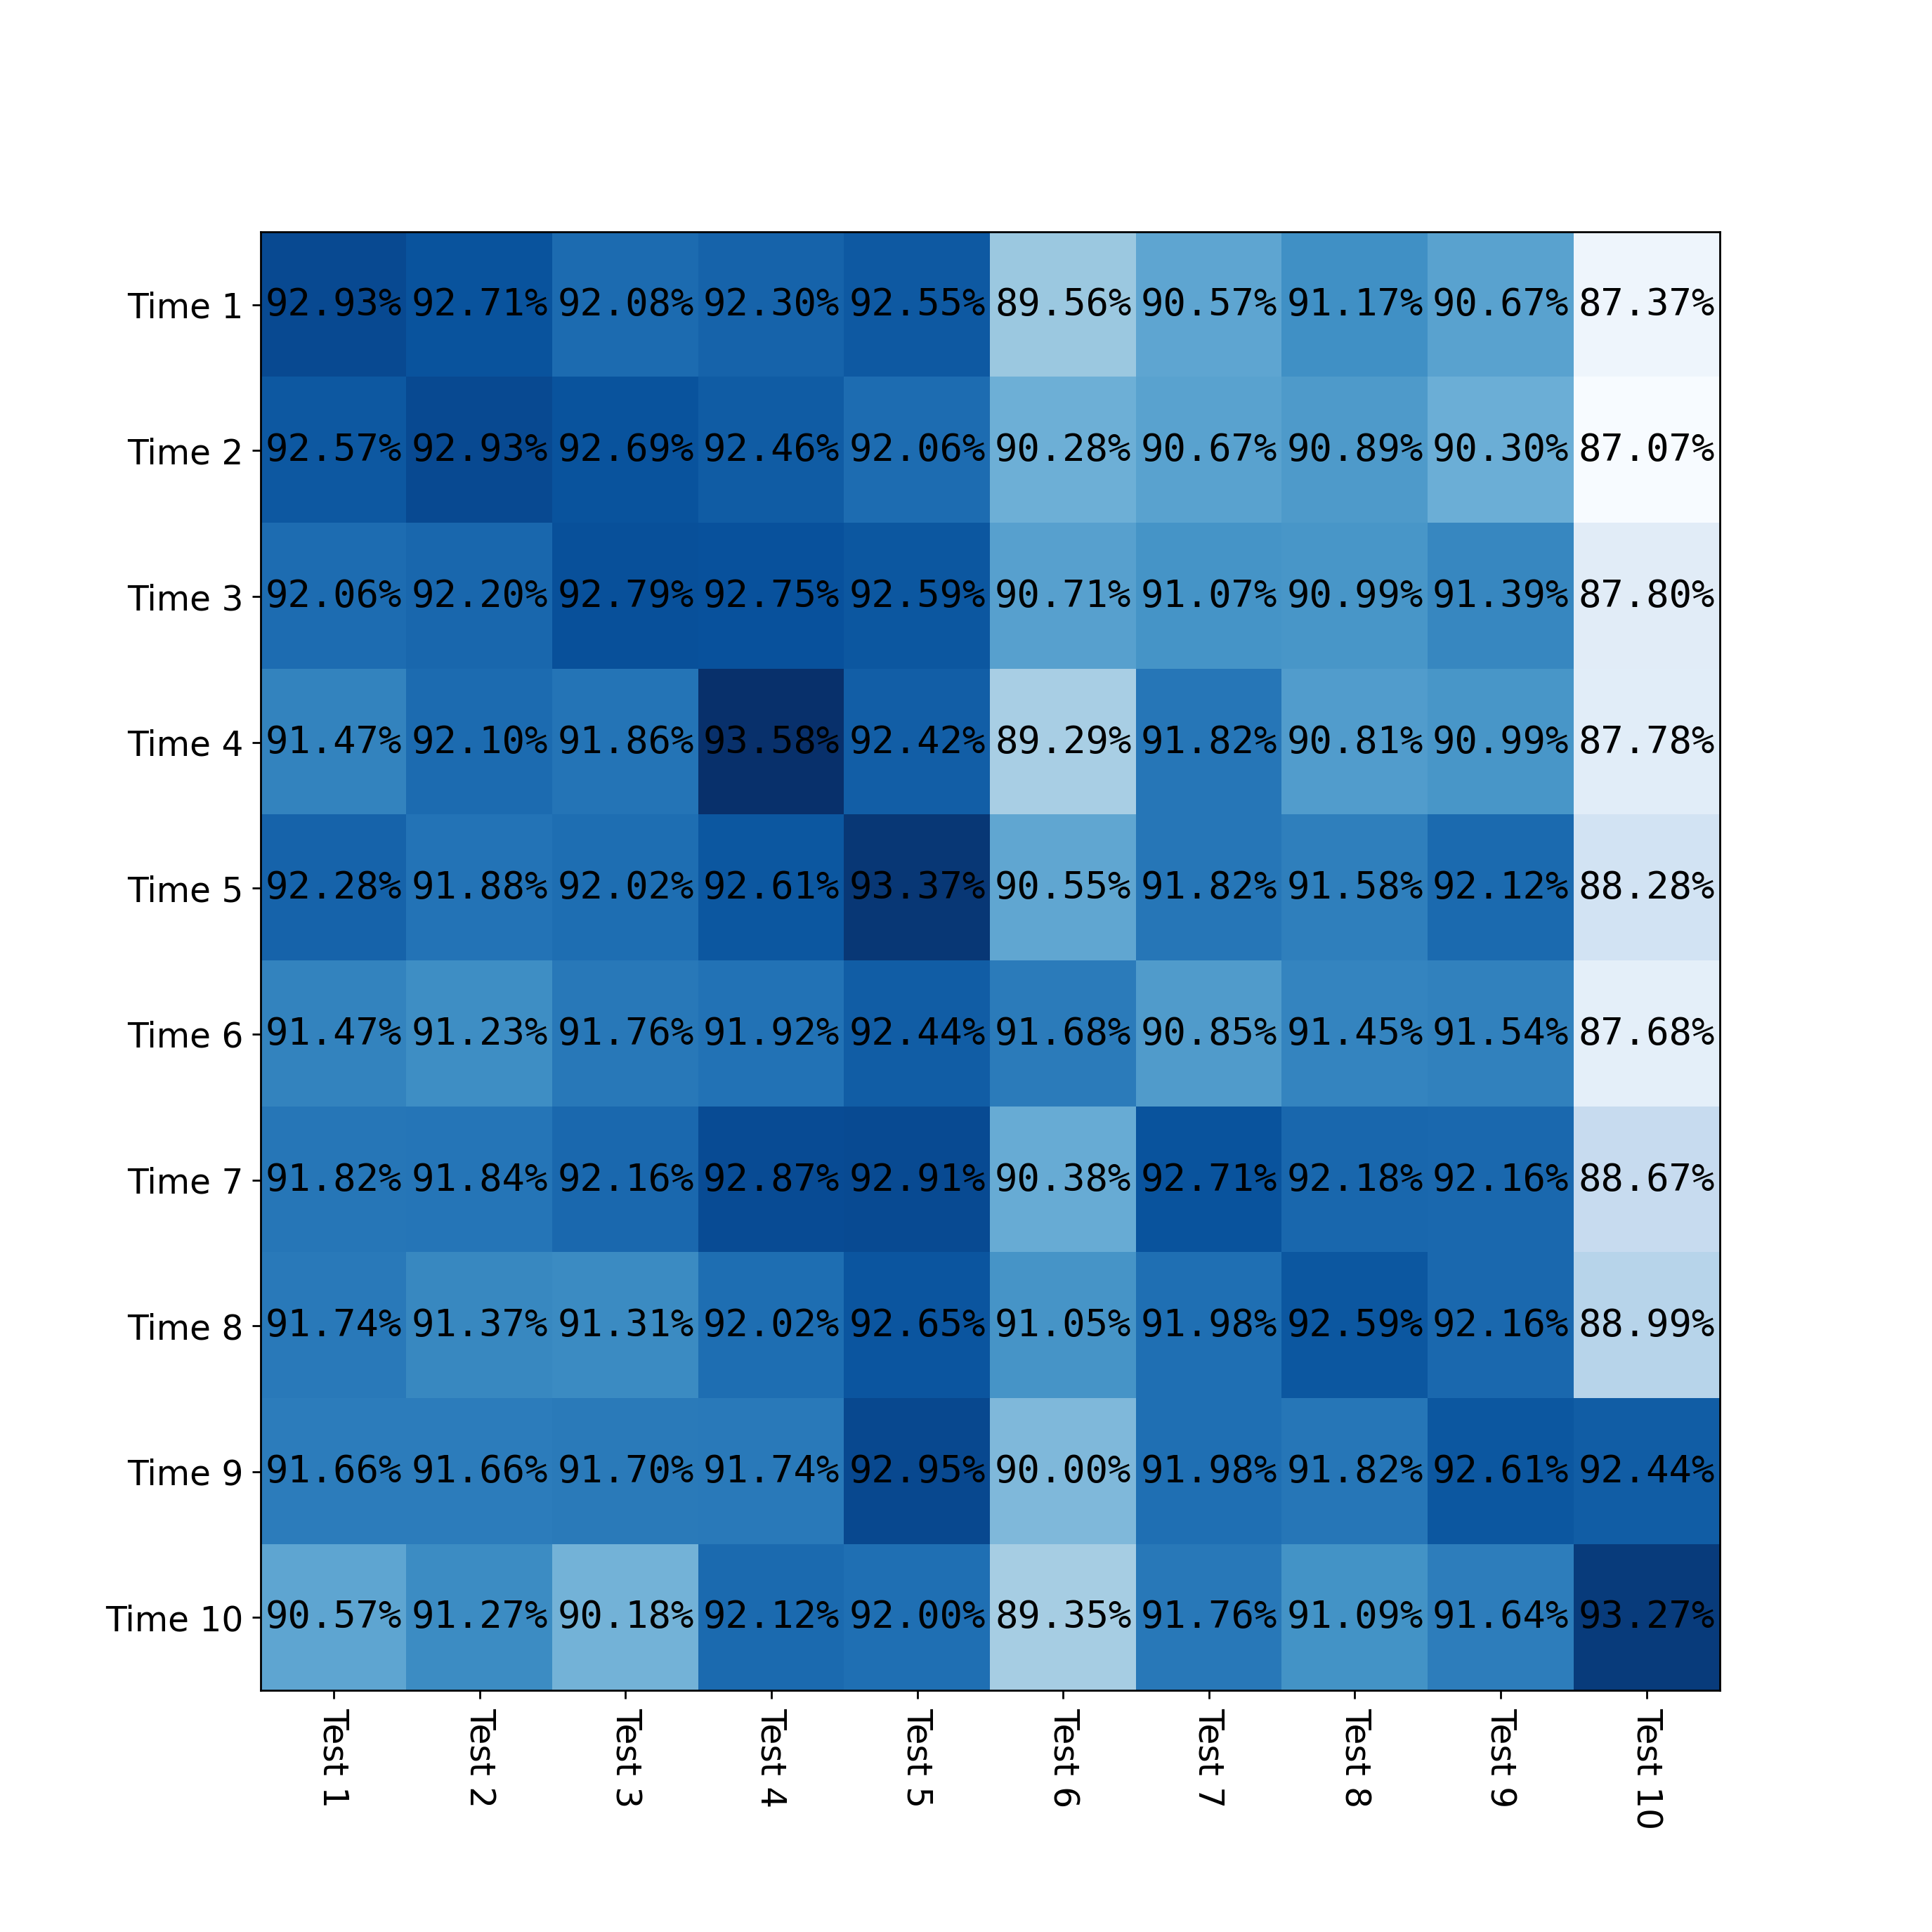 Time 1 92.93% 92.71% 92.08% 92.30% 92.55% 89.56% 90.57% 91.17% 90.67% 87.37%
Time 2 92.57% 92.93% 92.69% 92.46% 92.06% 90.28% 90.67% 90.89% 90.30% 87.07%
Time 3 92.06% 92.20% 92.79% 92.75% 92.59% 90.71% 91.07% 90.99% 91.39% 87.80%
Time 4 91.47% 92.10% 91.86% 93.58% 92.42% 89.29% 91.82% 90.81% 90.99% 87.78%
Time 5 92.28% 91.88% 92.02% 92.61% 93.37% 90.55% 91.82% 91.58% 92.12% 88.28%
Time 6 91.47% 91.23% 91.76% 91.92% 92.44% 91.68% 90.85% 91.45% 91.54% 87.68%
Time 7 91.82% 91.84% 92.16% 92.87% 92.91% 90.38% 92.71% 92.18% 92.16% 88.67%
Time 8 91.74% 91.37% 91.31% 92.02% 92.65% 91.05% 91.98% 92.59% 92.16% 88.99%
Time 9 91.66% 91.66% 91.70% 91.74% 92.95% 90.00% 91.98% 91.82% 92.61% 92.44%
Time 10 90.57% 91.27% 90.18% 92.12% 92.00% 89.35% 91.76% 91.09% 91.64% 93.27%
Test 1
Test 2
Test 3
Test 4
Test 5
Test 6
Test 7
Test 8
Test 9
Test 10